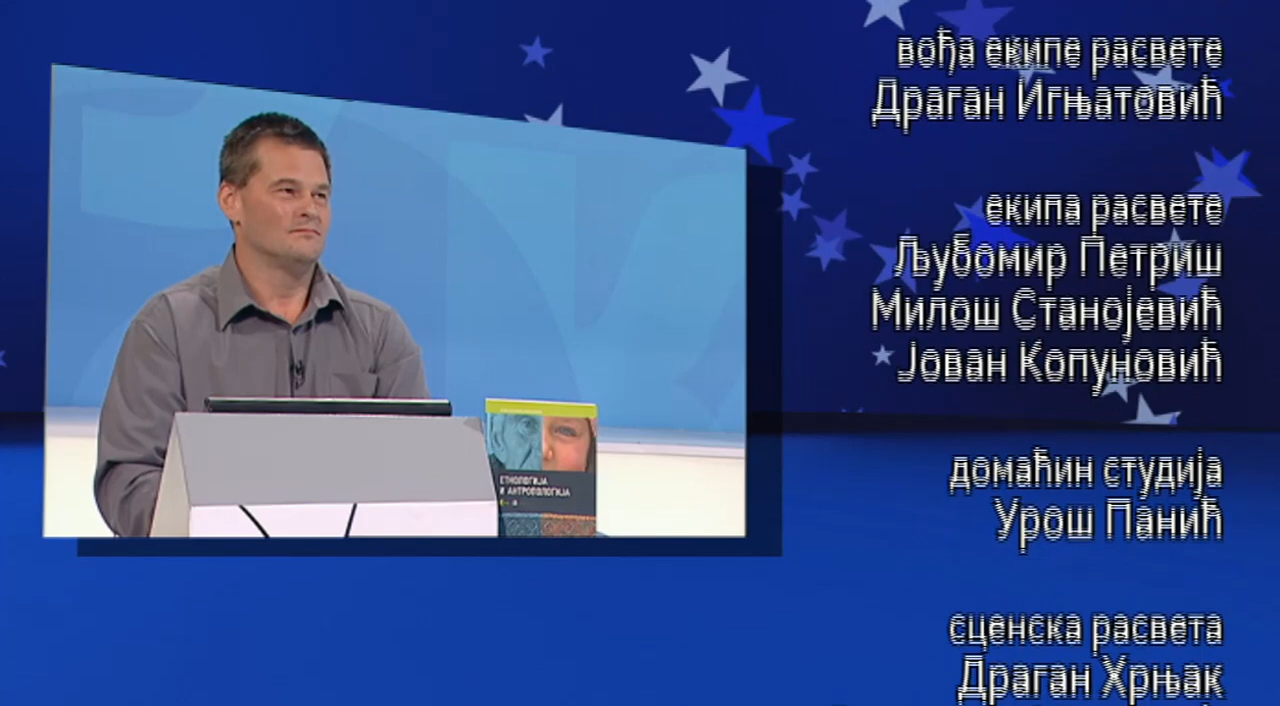 вођа екипе расвете
Драган Игњатовић
екипа расвете
Љубомир Петриш
Милош Станојевић
Јован Копуновић
домаћин студија
Урош Панић
сценска расвета
Драган Хрњак
ЕТНОЛОГИЈА
И АНТРОПОЛОГИЈА